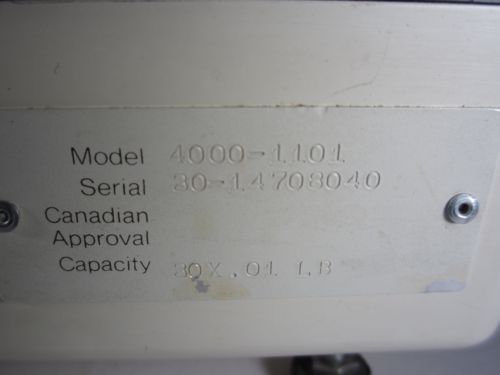 Model 4000-1101
Serial 30-14708040
Canadian
Approval
Capacity 30X.01 LB